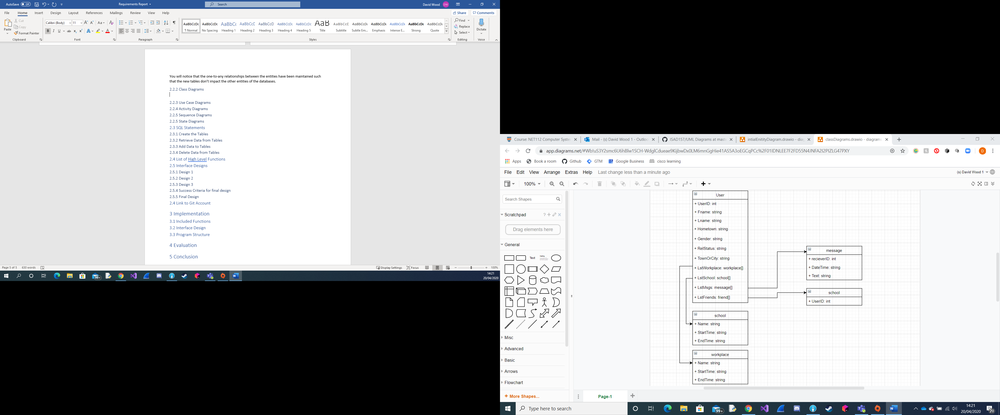 AutoSave Off
Requirements Report
Search
David Wood DW
File Home Insert Design Layout References Mailings Review View Help
Share Comments
Paste
Cut
Copy
Format Painter
Clipboard
Calibri (Body) 11
Font
Paragraph
AaBbCcDc AaBbCcDc AaBbC( AaBbCcE AaBbCcD AaBbCcDc AaBbCcDc AaB AaBbCcE AaBbCcDc AaBbCcDc AaBbCcDc AaBbCcDc AaBbCcDc
¶ Normal No Spacing Heading 1 Heading 2 Heading 3 Heading 4 Heading 5 Title Subtitle Subtle Em... Emphasis Intense E... Strong Quote
Styles
Find
Replace
Select
Editing
Dictate
Voice
You will notice that the one-to-any relationships between the entities have been maintained such
that the new tables don't impact the other entities of the databases.
2.2.2 Class Diagrams
2.2.3 Use Case Diagrams
2.2.4 Activity Diagrams
2.2.5 Sequence Diagrams
2.2.5 State Diagrams
2.3 SQL Statements
2.3.1 Create the Tables
2.3.2 Retrieve Data from Tables
2.3.3 Add Data to Tables
2.3.4 Delete Data from Tables
2.4 List of High Level Functions
2.5 Interface Designs
2.5.1 Design 1
2.5.2 Design 2
2.5.3 Design 3
2.5.4 Success Criteria for final design
2.5.5 Final Design
2.4 Link to Git Account
3 Implementation
3.1 Included Functions
3.2 Interface Design
3.3 Program Structure
4 Evaluation
5 Conclusion
Page 5 of 5 630 words
Display Settings Focus
100%
99+
14:21
20/04/2020
Course: NET112 Computer Syste
Mail - (s) David Wood 1 - Outloo
ISAD157/UML Diagrams at mast
intialEnitityDiagram.drawio - diag
classDiagrams.drawio - diagrams
app.diagrams.net/#Wb!uS3Y2smc6U6hBlw1SCH-WdglCdueae9KijbwDx0LM6mnGgHie41AS5A3oEGCqPCc%2F01IDNLEE7F2FD55N4JNFA2I2PIZLG47PXY
D
Apps Book a room Github GTM Google Business cisco learning
File Edit View Arrange Extras Help Last change less than a minute ago
(s) David Wood 1
100%
Search Shapes
Scratchpad
Drag elements here
General
Text
Heading
Misc
Advanced
Basic
Arrows
Flowchart
+ More Shapes...
User
+ UserID: int
+ Fname: string
+ Lname: string
+ Hometown: string
+ Gender: string
+ RelStatus: string
+ TownOrCity: string
+ LstWorkplace: workplace[]
+ LstSchool: school[]
+ LstMsgs: message[]
+ LstFriends: friend[]
message
+ recieverID: int
+ DateTime: string
+ Text: string
school
+ UserID: int
school
+ Name: string
+ StartTime: string
+ EndTime: string
workplace
+ Name: string
+ StartTime: string
+ EndTime: string
Page-1
Type here to search
99+
14:21
20/04/2020
20